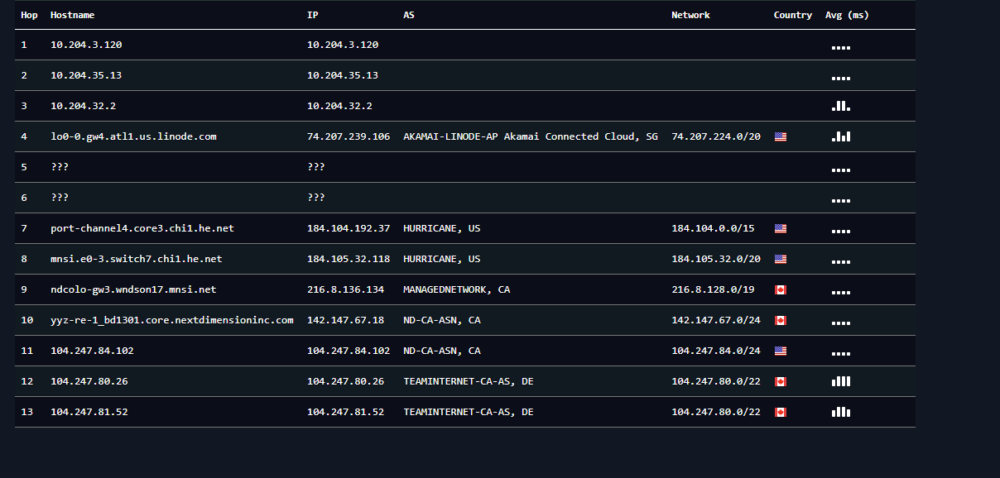 Hop Hostname IP AS Network Country Avg (ms)
1 10.204.3.120 10.204.3.120
2 10.204.35.13 10.204.35.13
3 10.204.32.2 10.204.32.2
4 lo0-0.gw4.atl1.us.linode.com 74.207.239.106 AKAMAI-LINODE-AP Akamai Connected Cloud, SG 74.207.224.0/20
5 ??? ???
6 ??? ???
7 port-channel4.core3.chi1.he.net 184.104.192.37 HURRICANE, US 184.104.0.0/15
8 mnsi.e0-3.switch7.chi1.he.net 184.105.32.118 HURRICANE, US 184.105.32.0/20
9 ndcolo-gw3.wndson17.mnsi.net 216.8.136.134 MANAGEDNETWORK, CA 216.8.128.0/19
10 yyz-re-1_bd1301.core.nextdimensioninc.com 142.147.67.18 ND-CA-ASN, CA 142.147.67.0/24
11 104.247.84.102 104.247.84.102 ND-CA-ASN, CA 104.247.84.0/24
12 104.247.80.26 104.247.80.26 TEAMINTERNET-CA-AS, DE 104.247.80.0/22
13 104.247.81.52 104.247.81.52 TEAMINTERNET-CA-AS, DE 104.247.80.0/22